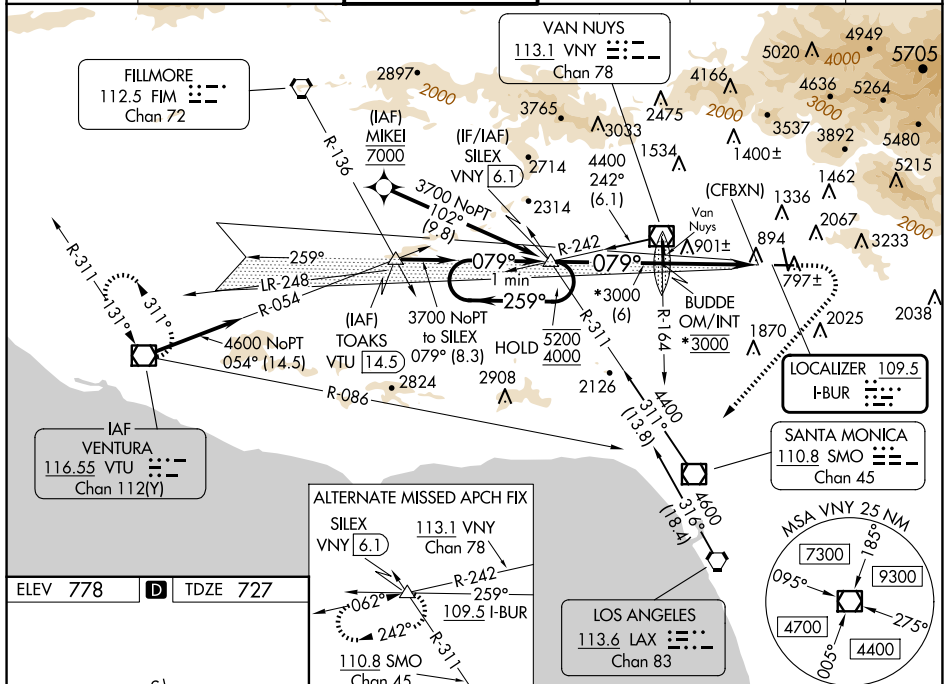 VAN NUYS
113.1 VNY
Chan 78
FILLMORE
112.5 FIM
Chan 72
2897
2000
3765
3033
2475
4166
5020
4000
4949
5705
4636
3000
5264
2000
3537
3892
5480
5215
1400±
1534
1462
1336
2067
3233
2000
2714
2314
(IAF)
MIKEI
7000
(IF/IAF)
SILEX
VNY 6.1
4400
242°
(6.1)
(CFBXN)
R-136
3700 NoPT
102°
(9.8)
R-242
Van
Nuys
901±
894
797±
259°
079°
079°
1 min
259°
LR-248
R-054
R-311
131°
311°
4600 NoPT
054° (14.5)
(IAF)
TOAKS
VTU 14.5
3700 NoPT
to SILEX
079° (8.3)
HOLD
5200
4000
*3000
(6)
R-311
R-164
BUDDE
OM/INT
*3000
1870
2025
2038
R-086
2824
2908
2126
LOCALIZER 109.5
I-BUR
IAF
VENTURA
116.55 VTU
Chan 112(Y)
4400
311°
(13.8)
SANTA MONICA
110.8 SMO
Chan 45
4600
316°
(18.4)
ALTERNATE MISSED APCH FIX
SILEX
VNY 6.1
113.1 VNY
Chan 78
R-242
259°
109.5 I-BUR
062°
242°
R-311
110.8 SMO
Chan 45
LOS ANGELES
113.6 LAX
Chan 83
MSA VNY 25 NM
7300
185°
095°
9300
4700
275°
005°
4400
ELEV 778
D
TDZE 727